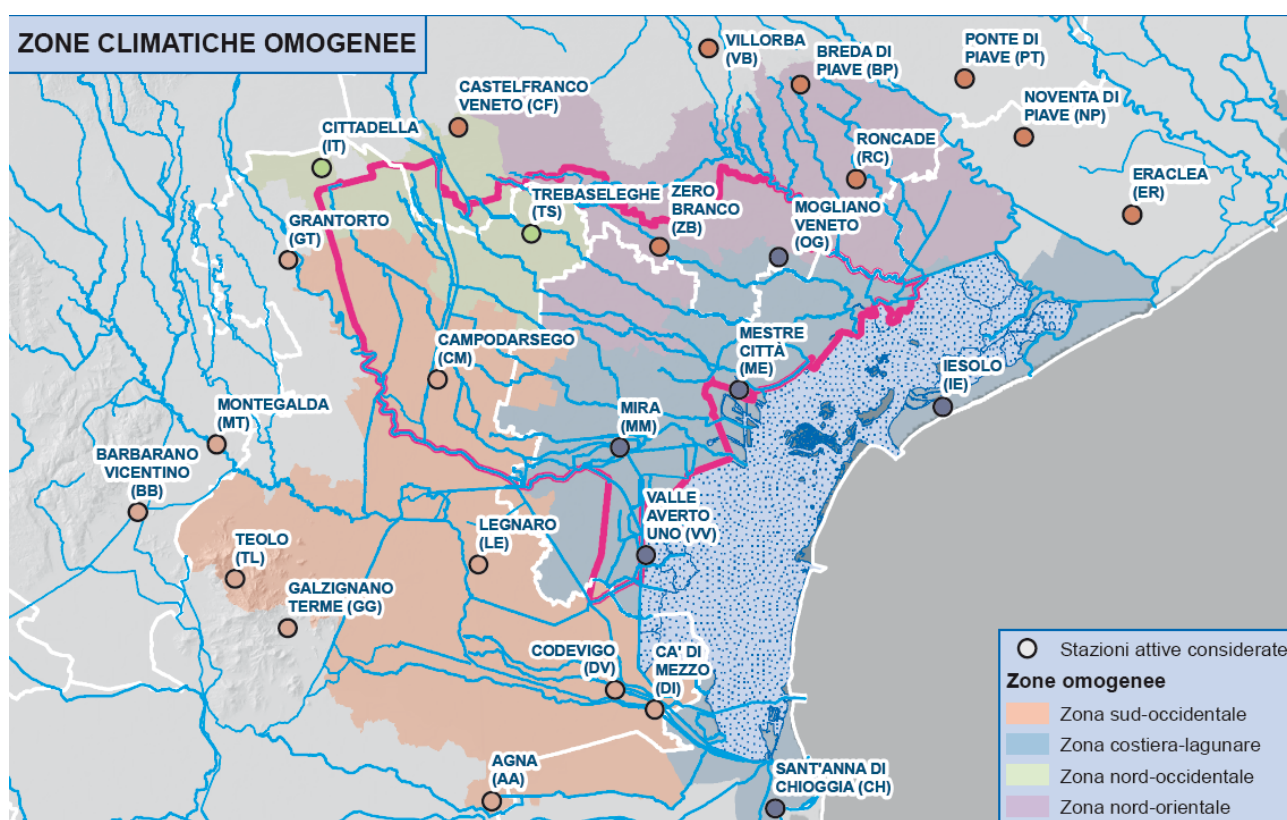 ZONE CLIMATICHE OMOGENEE
VILLORBA
(VB)
BREDA DI
PIAVE (BP)
PONTE DI
PIAVE (PT)
CASTELFRANCO
VENETO (CF)
NOVENTA DI
PIAVE (NP)
CITTADELLA
(IT)
RONCADE
(RC)
TREBASELEGHE
(TS)
ZERO
BRANCO
(ZB)
MOGLIANO
VENETO
(OG)
ERACLEA
(ER)
GRANTORTO
(GT)
CAMPODARSEGO
(CM)
MESTRE
CITTÀ
(ME)
IESOLO
(IE)
MONTEGALDA
(MT)
MIRA
(MM)
BARBARANO
VICENTINO
(BB)
VALLE
AVERTO
UNO (VV)
TEOLO
(TL)
LEGNARO
(LE)
GALZIGNANO
TERME (GG)
CODEVIGO
(DV)
CA' DI
MEZZO
(DI)
AGNA
(AA)
SANT'ANNA DI
CHIOGGIA (CH)
Stazioni attive considerate
Zone omogenee
Zona sud-occidentale
Zona costiera-lagunare
Zona nord-occidentale
Zona nord-orientale